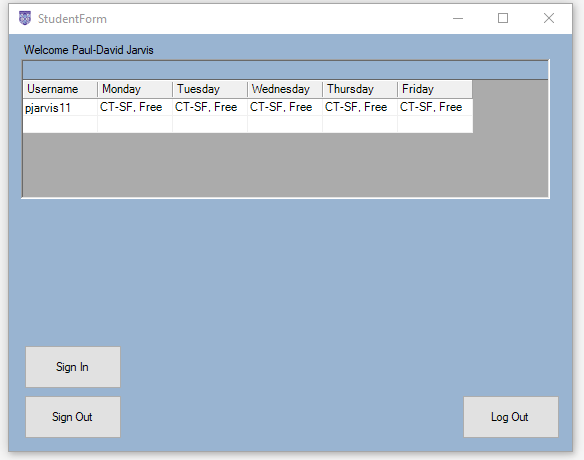 StudentForm
Welcome Paul-David Jarvis
Username Monday Tuesday Wednesday Thursday Friday
pjarvis11 CT-SF, Free CT-SF, Free CT-SF, Free CT-SF, Free CT-SF, Free
Sign In
Sign Out
Log Out